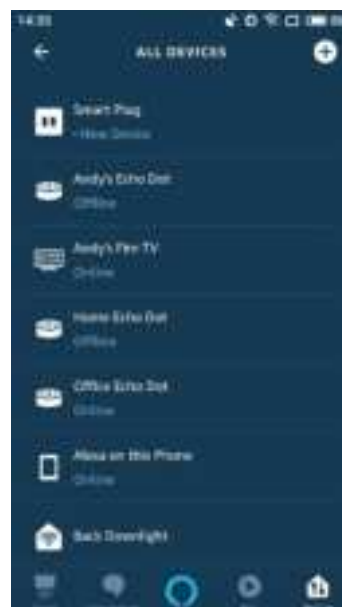 14:35
ALL DEVICES
Smart Plug
• New Device
Andy's Echo Dot
Offline
Andy's Fire TV
Online
Home Echo Dot
Offline
Office Echo Dot
Online
Alexa on this Phone
Online
Back Downlight